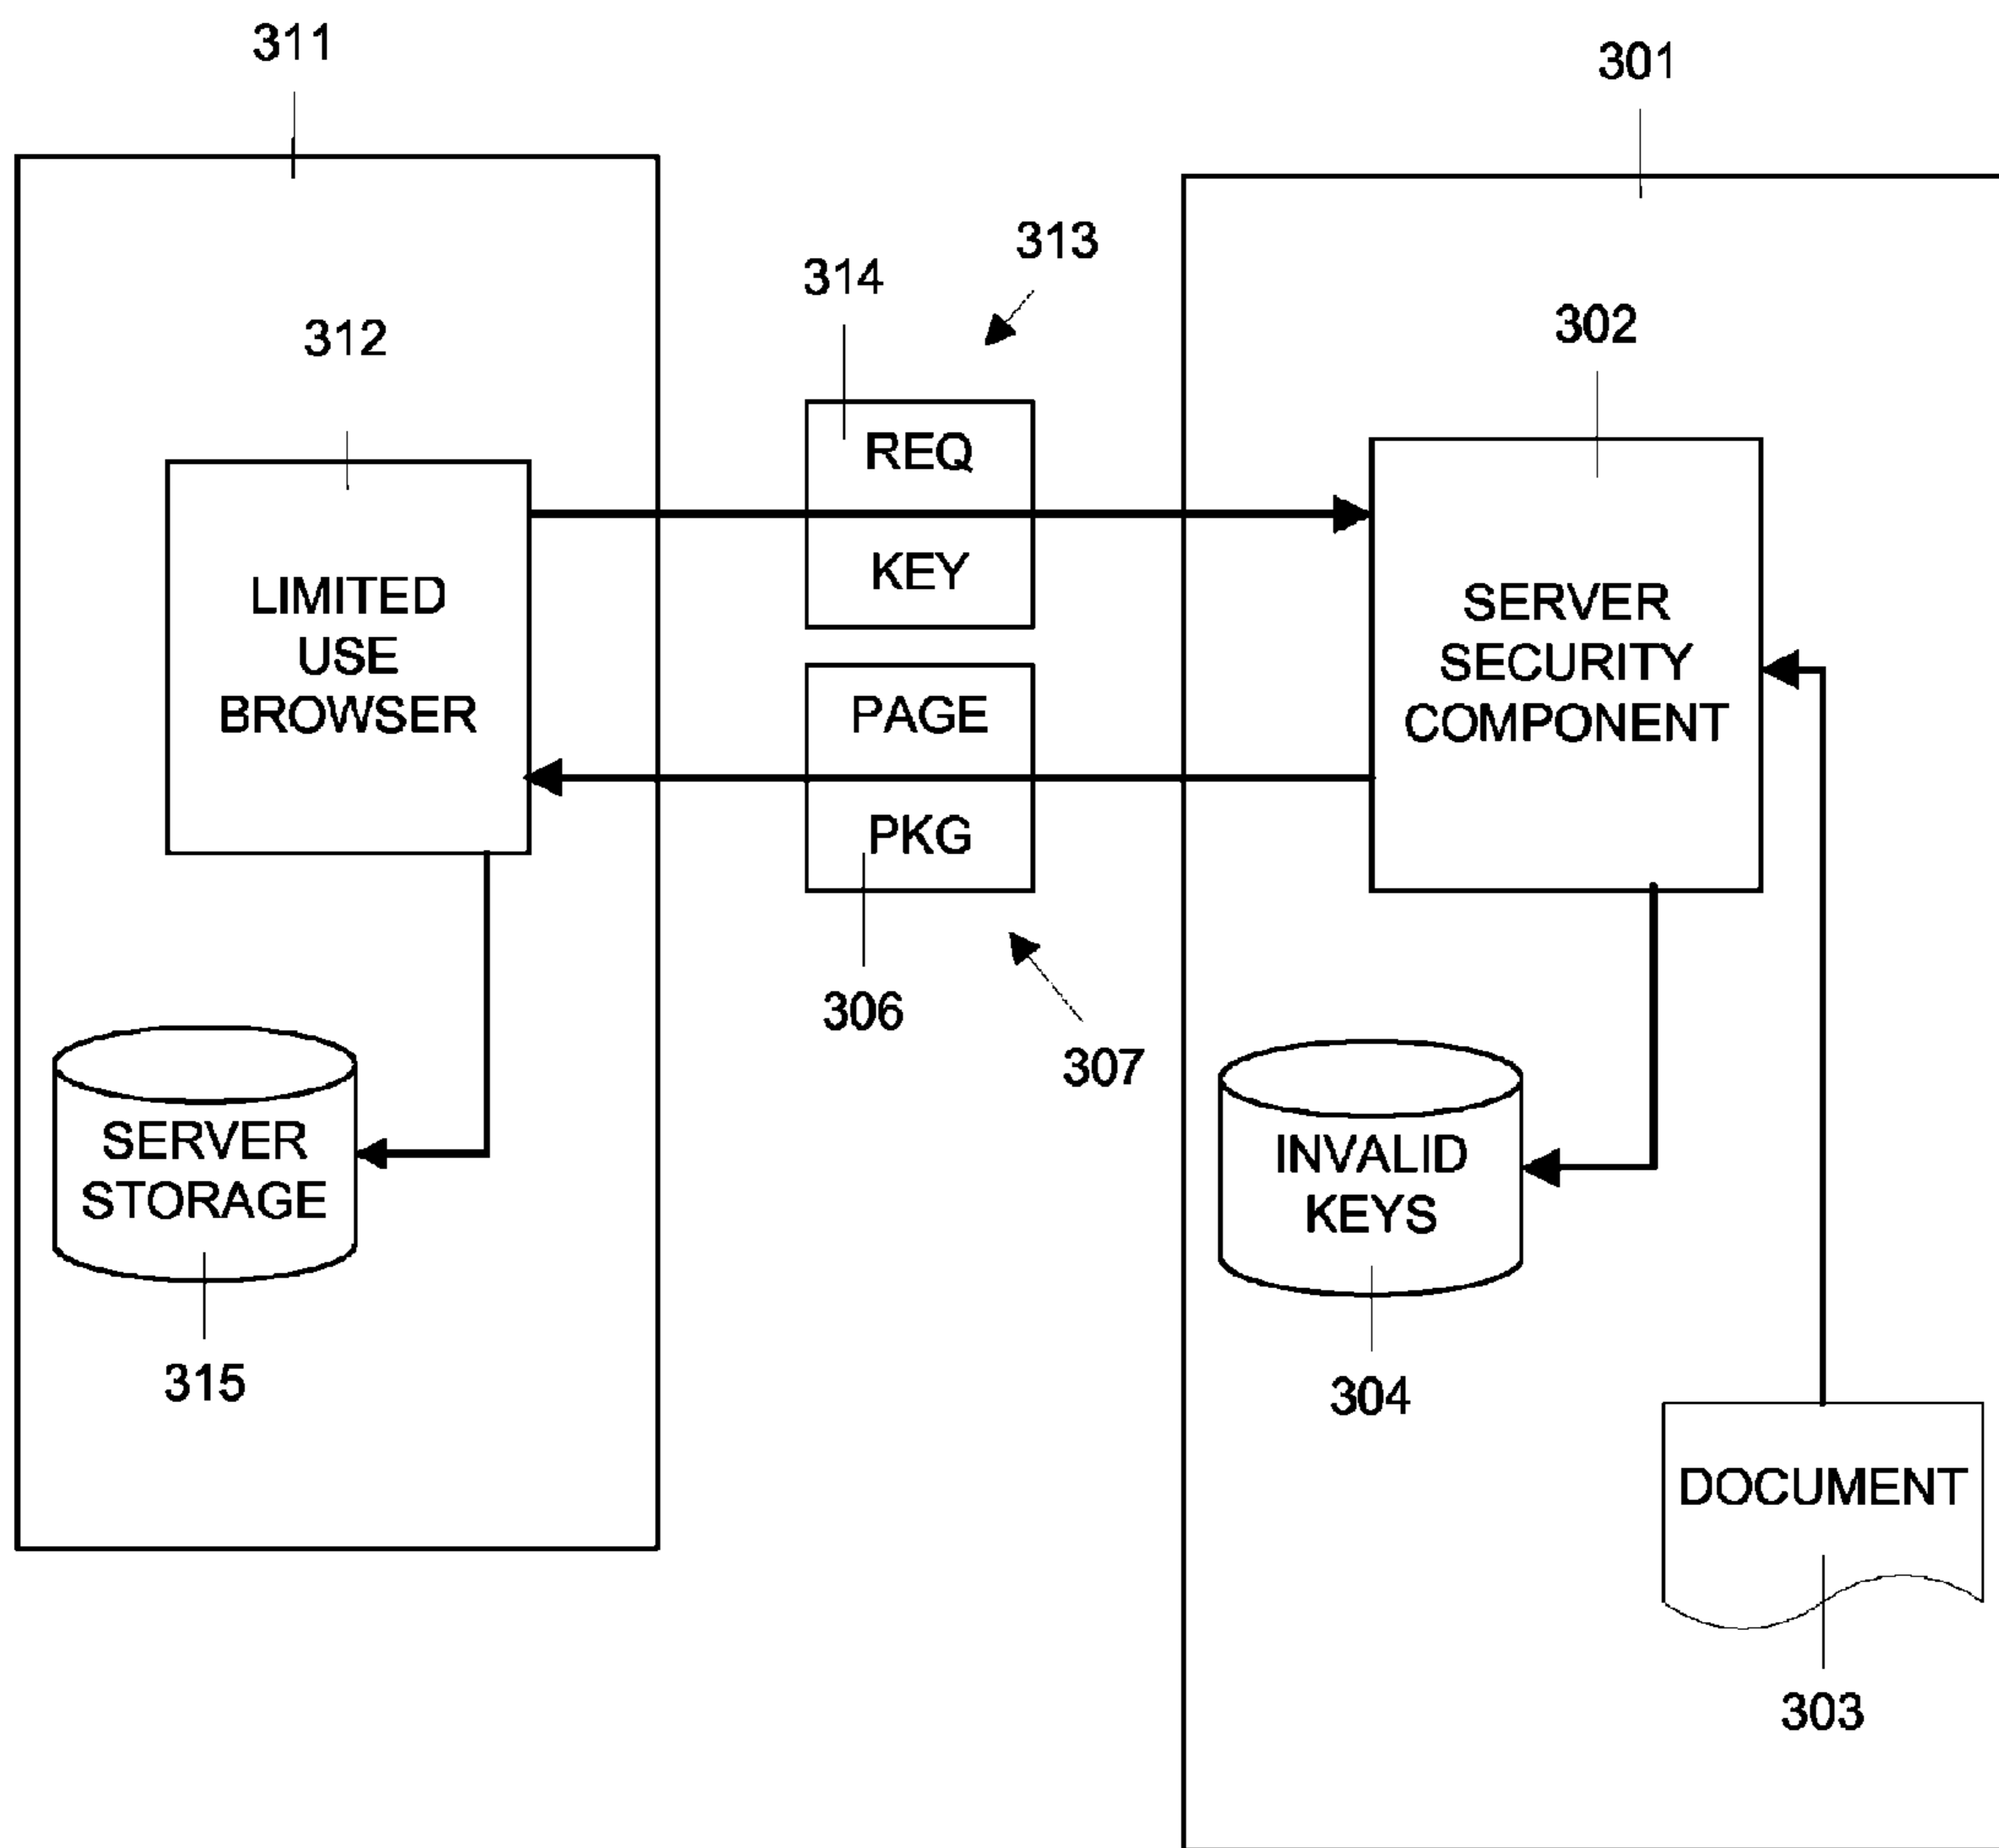 311
301
313
314
312
302
REQ
KEY
LIMITED
USE
BROWSER
SERVER
SECURITY
COMPONENT
PAGE
PKG
306
307
SERVER
STORAGE
INVALID
KEYS
315
304
DOCUMENT
303